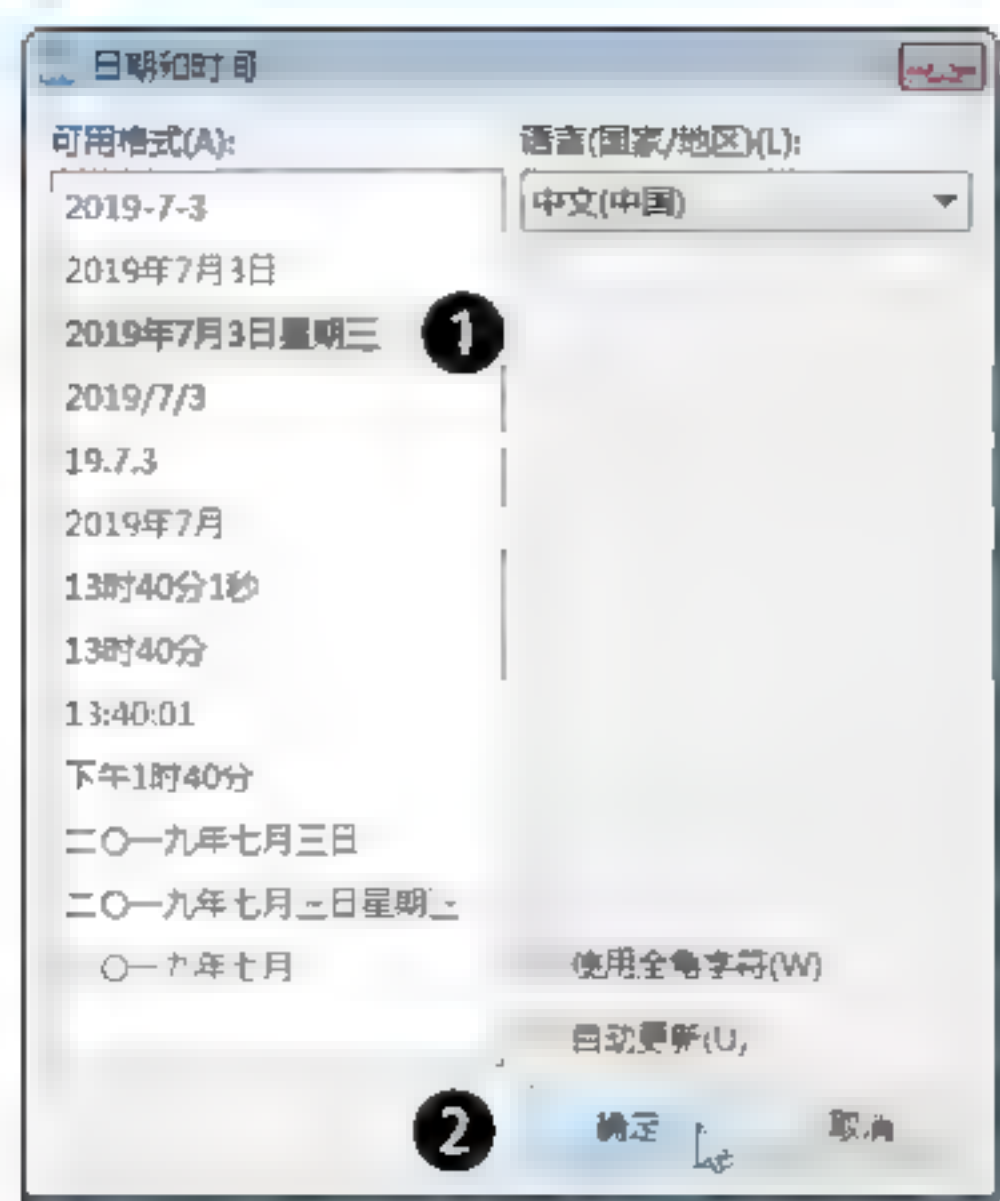 日期和时间
可用格式(A):
语言(国家/地区)(L):
2019-7-3
中文(中国)
2019年7月3日
2019年7月3日星期三
1
2019/7/3
19.7.3
2019年7月
13时40分1秒
13时40分
13:40:01
下午1时40分
二〇一九年七月三日
二〇一九年七月三日星期三
二〇一九年七月
使用全角字符(W)
自动更新(U)
2
确定
取消